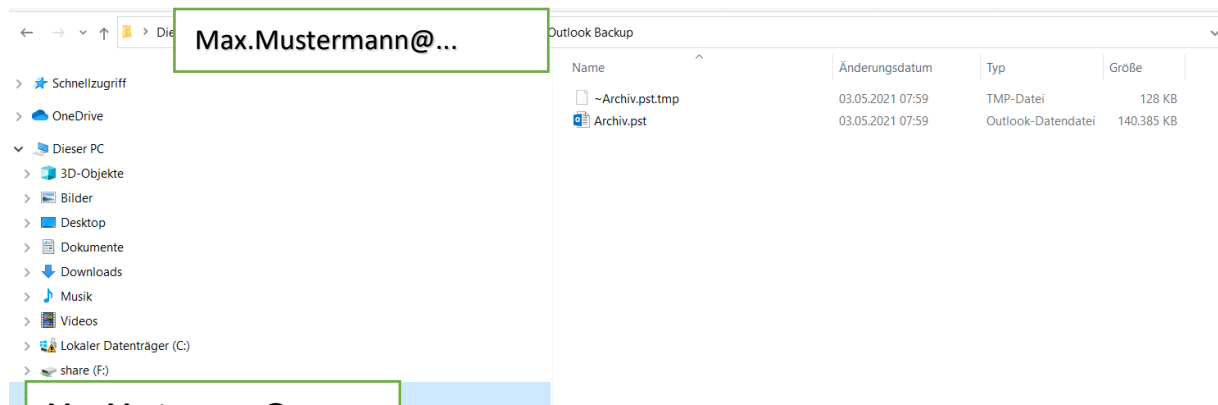 Die
Max.Mustermann@...
Outlook Backup
Name Änderungsdatum Typ Größe
~Archiv.pst.tmp 03.05.2021 07:59 TMP-Datei 128 KB
Archiv.pst 03.05.2021 07:59 Outlook-Datendatei 140.385 KB
Schnellzugriff
OneDrive
Dieser PC
3D-Objekte
Bilder
Desktop
Dokumente
Downloads
Musik
Videos
Lokaler Datenträger (C:)
share (F:)